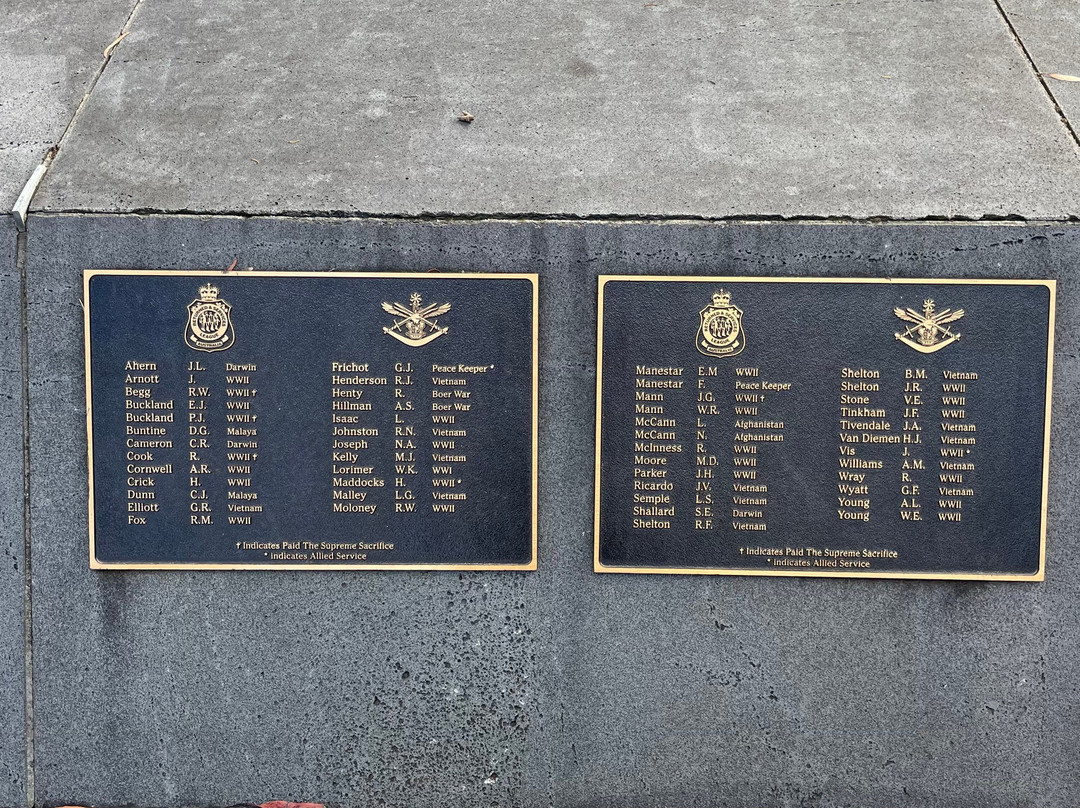 Ahern J.L. Darwin
Arnott J. WWII
Begg R.W. WWII †
Buckland E.J. WWII
Buckland P.J. WWII †
Buntine D.G. Malaya
Cameron C.R. Darwin
Cook R. WWII †
Cornwell A.R. WWII
Crick H. WWII
Dunn C.J. Malaya
Elliott G.R. Vietnam
Fox R.M. WWII
Frichot G.J. Peace Keeper *
Henderson R.J. Vietnam
Henty R. Boer War
Hillman A.S. Boer War
Isaac L. WWII
Johnston R.N. Vietnam
Joseph N.A. WWII
Kelly M.J. Vietnam
Lorimer W.K. WWI
Maddocks H. WWII *
Malley L.G. Vietnam
Moloney R.W. WWII
† Indicates Paid The Supreme Sacrifice
* indicates Allied Service
Manestar E.M WWII
Manestar F. Peace Keeper
Mann J.G. WWII †
Mann W.R. WWII
McCann L. Afghanistan
McCann N. Afghanistan
McInness R. WWII
Moore M.D. WWII
Parker J.H. WWII
Ricardo J.V. Vietnam
Semple L.S. Vietnam
Shallard S.E. Darwin
Shelton R.F. Vietnam
Shelton B.M. Vietnam
Shelton J.R. WWII
Stone V.E. WWII
Tinkham J.F. WWII
Tivendale J.A. Vietnam
Van Diemen H.J. Vietnam
Vis J. WWII *
Williams A.M. Vietnam
Wray R. WWII
Wyatt G.F. Vietnam
Young A.L. WWII
Young W.E. WWII
† Indicates Paid The Supreme Sacrifice
* indicates Allied Service